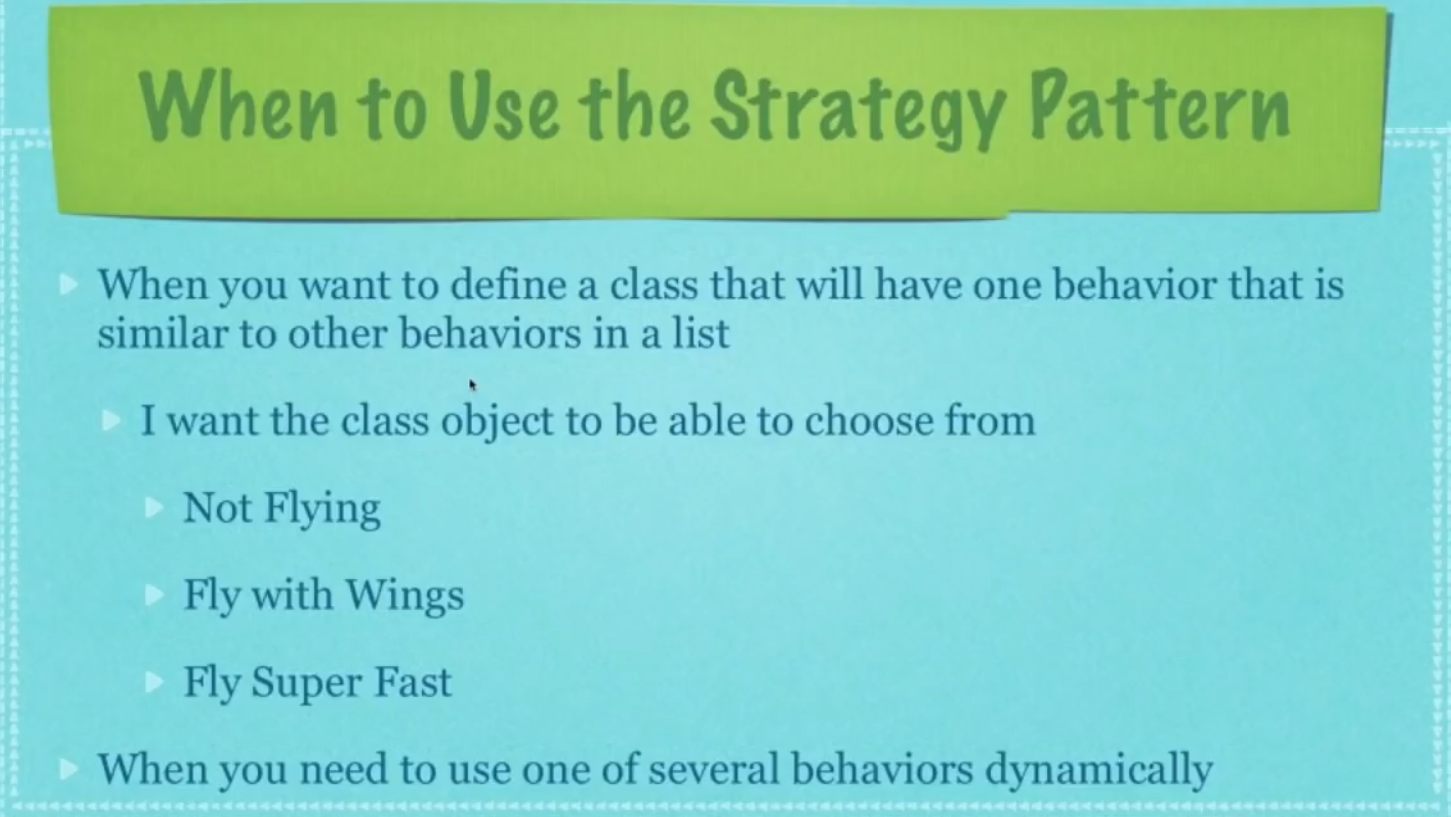 When to Use the Strategy Pattern
When you want to define a class that will have one behavior that is
similar to other behaviors in a list
I want the class object to be able to choose from
Not Flying
Fly with Wings
Fly Super Fast
When you need to use one of several behaviors dynamically